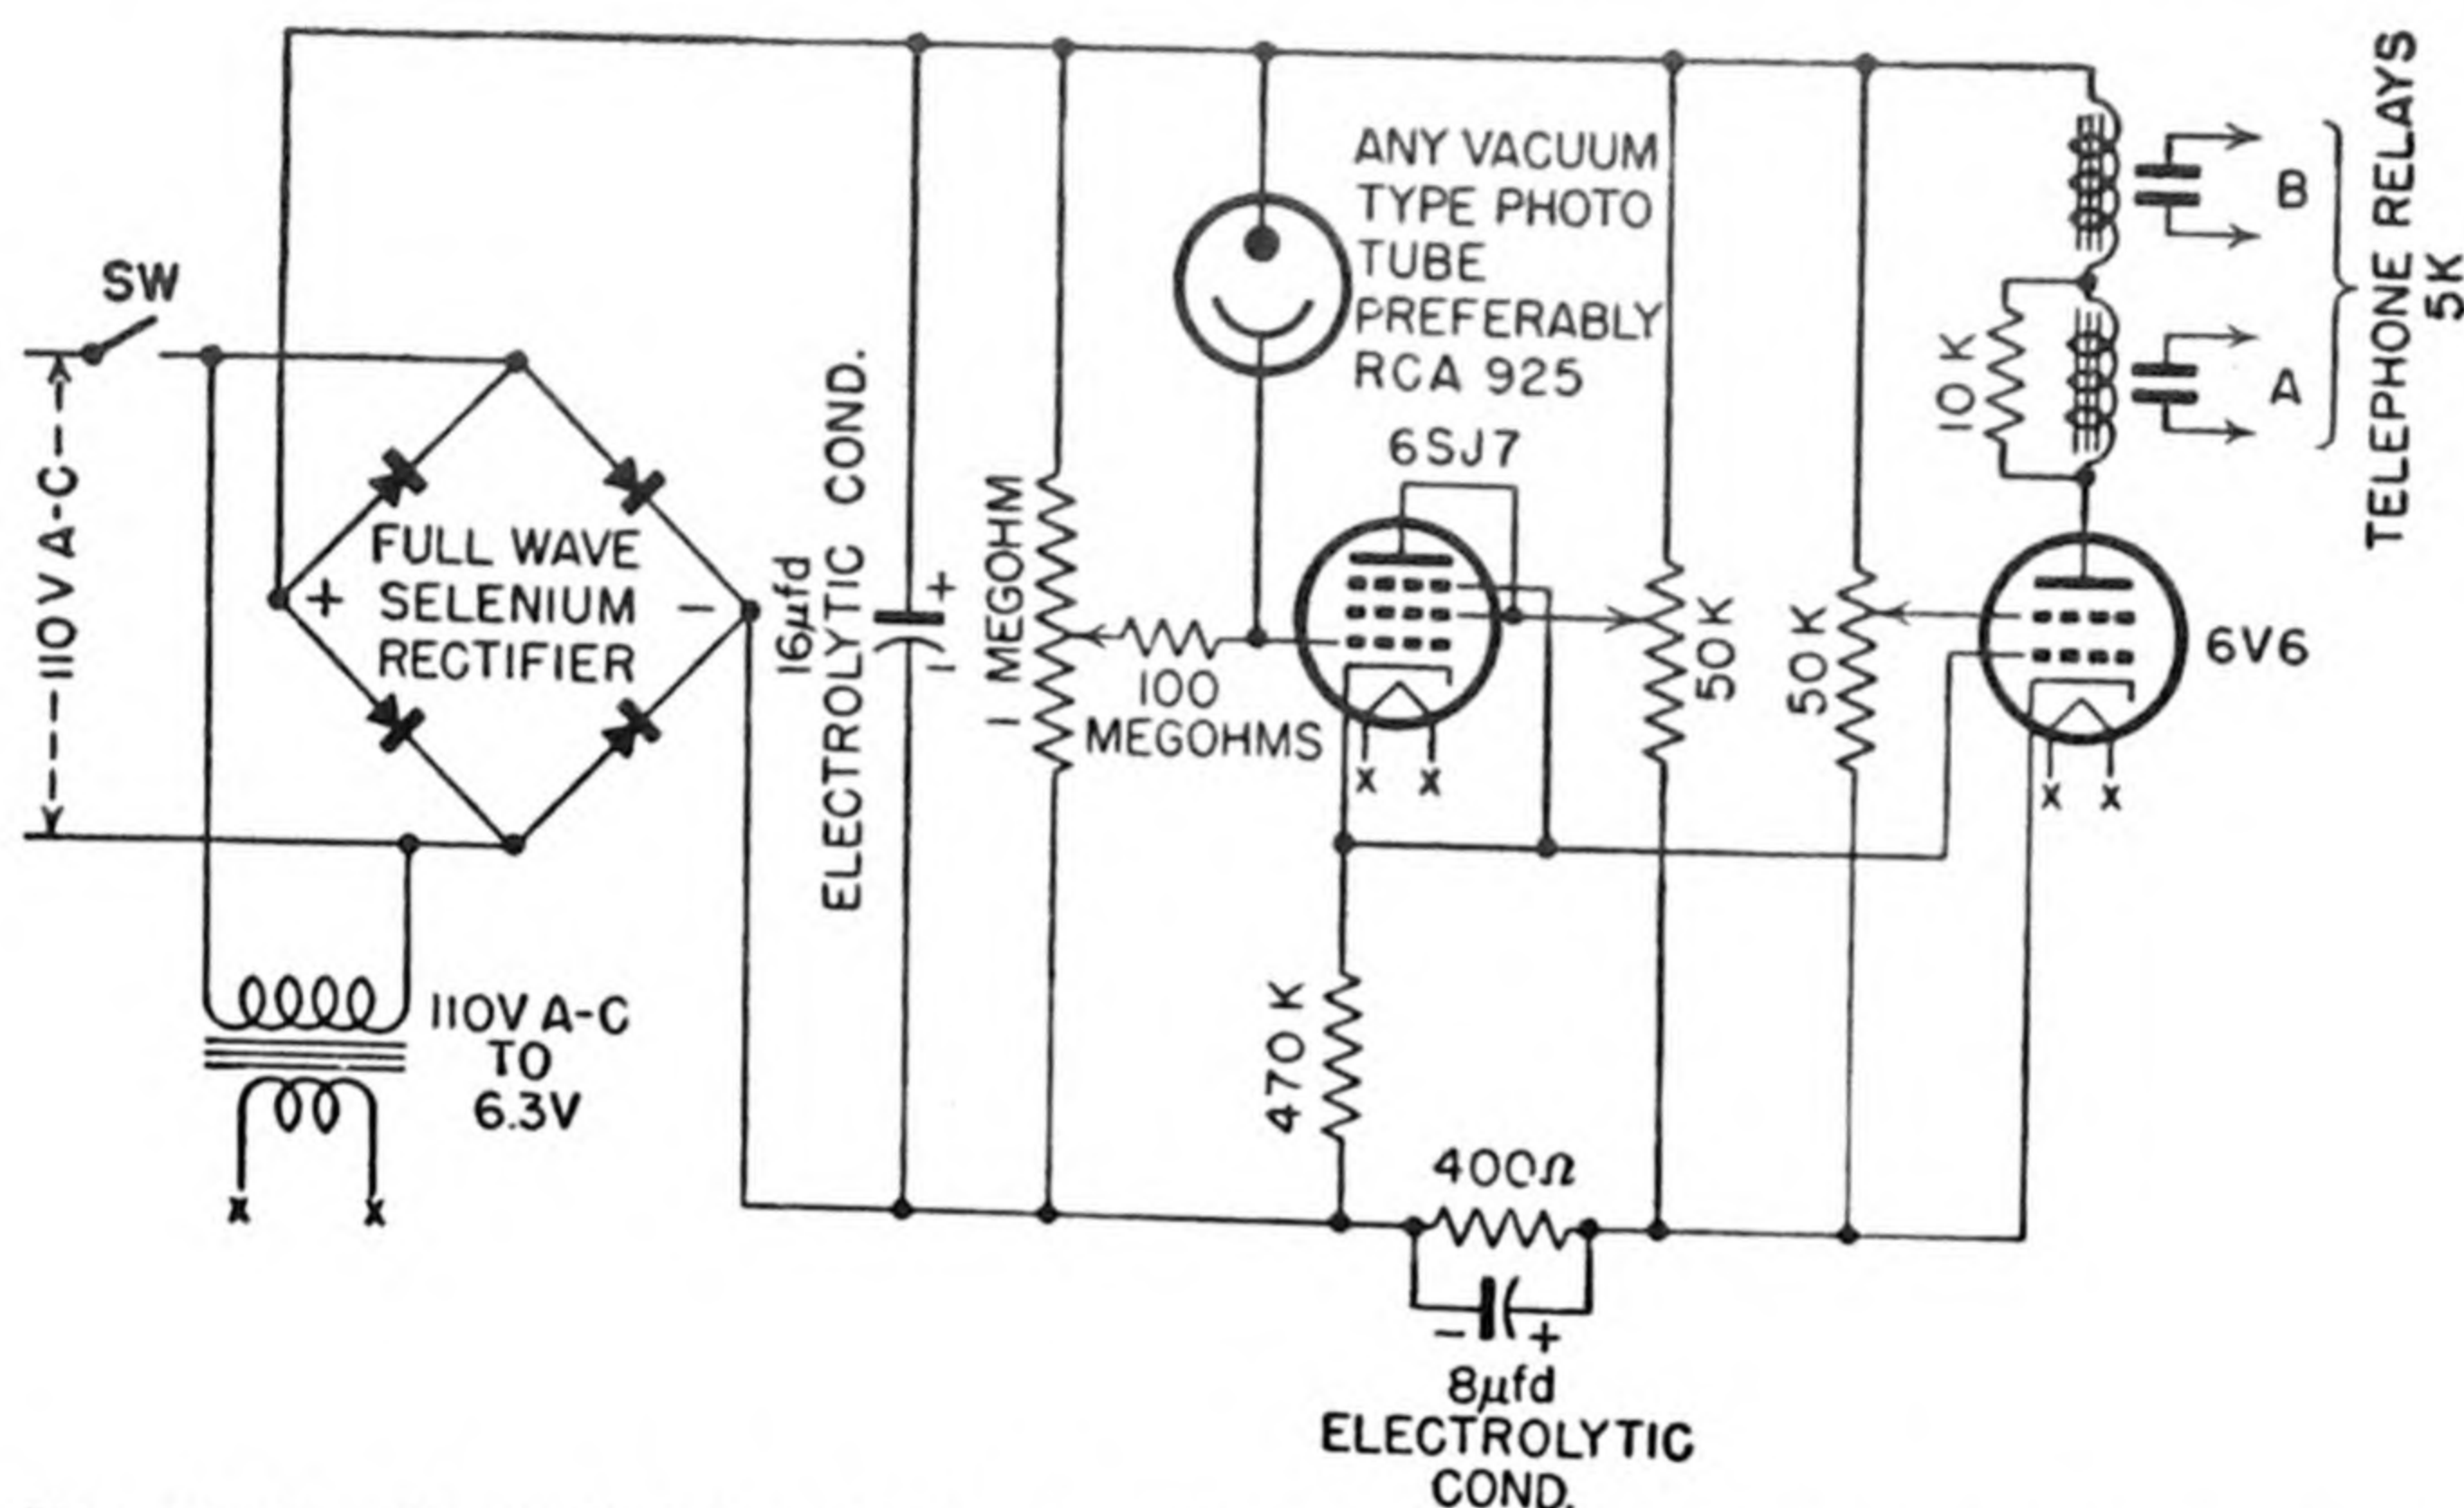 SW
110 V A-C
FULL WAVE
SELENIUM
RECTIFIER
+
−
110V A-C
TO
6.3V
x x
16µfd
ELECTROLYTIC COND.
+
−
1 MEGOHM
100
MEGOHMS
ANY VACUUM
TYPE PHOTO
TUBE
PREFERABLY
RCA 925
6SJ7
x x
470 K
400Ω
− +
8µfd
ELECTROLYTIC
COND.
50 K
50 K
10 K
B
A
TELEPHONE RELAYS
5K
6V6
x x